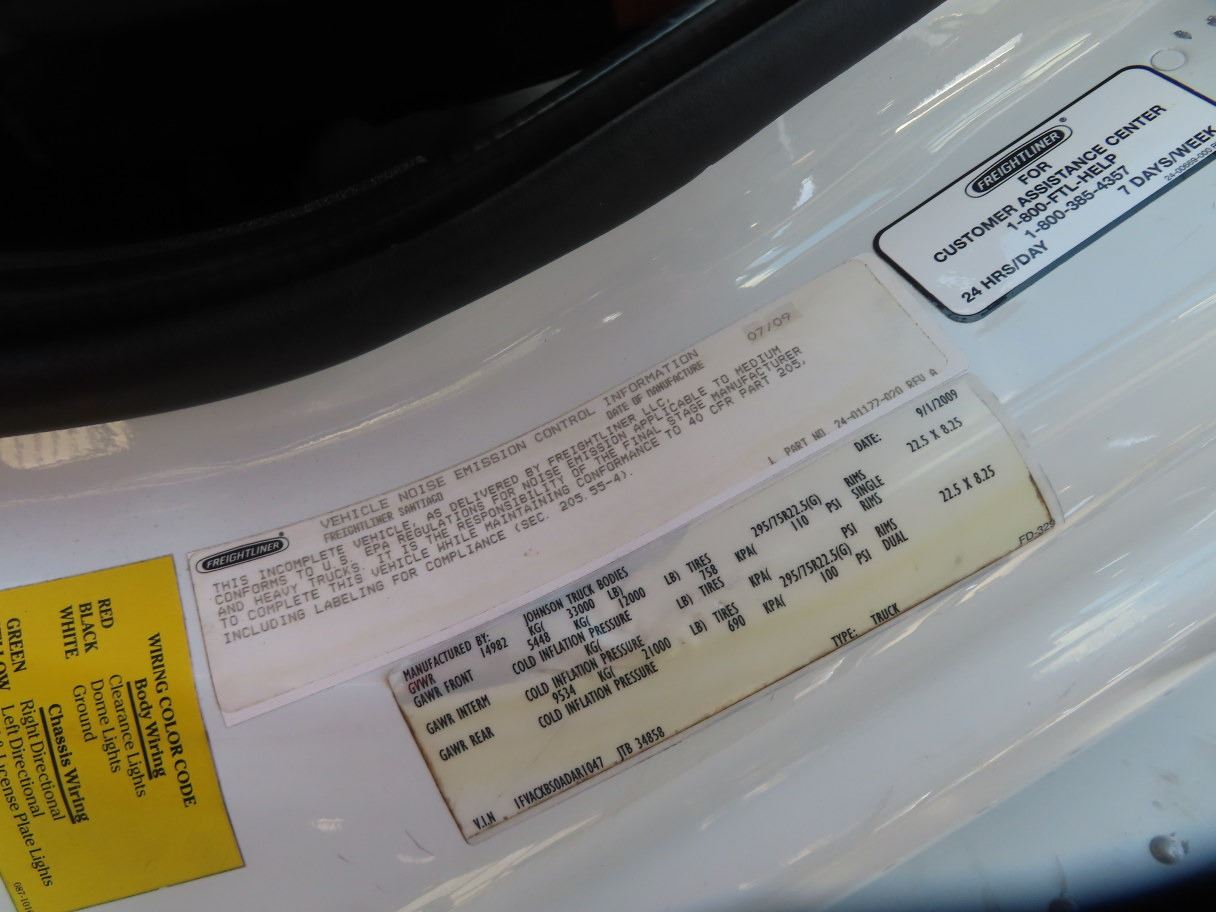 FREIGHTLINER
FOR
CUSTOMER ASSISTANCE CENTER
1-800-FTL-HELP
1-800-385-4357
24 HRS/DAY 7 DAYS/WEEK
VEHICLE NOISE EMISSION CONTROL INFORMATION
FREIGHTLINER SANTIAGO DATE OF MANUFACTURE 07/09
FREIGHTLINER
THIS INCOMPLETE VEHICLE, AS DELIVERED BY FREIGHTLINER LLC,
CONFORMS TO U.S. EPA REGULATIONS FOR NOISE EMISSION APPLICABLE TO MEDIUM
AND HEAVY TRUCKS. IT IS THE RESPONSIBILITY OF THE FINAL STAGE MANUFACTURER
TO COMPLETE THIS VEHICLE WHILE MAINTAINING CONFORMANCE TO 40 CFR PART 205,
INCLUDING LABELING FOR COMPLIANCE (SEC. 205.55-4).
PART NO 24-01177-020 REV A
MANUFACTURED BY: JOHNSON TRUCK BODIES DATE: 9/1/2009
GVWR 14982 KG( 33000 LB)
GAWR FRONT 5448 KG( 12000 LB) TIRES 295/75R22.5(G) RIMS 22.5 X 8.25
COLD INFLATION PRESSURE 758 KPA( 110 PSI SINGLE
GAWR INTERM KG( LB) TIRES RIMS
COLD INFLATION PRESSURE KPA( PSI
GAWR REAR 9534 KG( 21000 LB) TIRES 295/75R22.5(G) RIMS 22.5 X 8.25
COLD INFLATION PRESSURE 690 KPA( 100 PSI DUAL
V.I.N 1FVACXBS0ADAR1047 JTB 34858 TYPE: TRUCK
FD-329
WIRING COLOR CODE
Body Wiring
RED Clearance Lights
BLACK Dome Lights
WHITE Ground
Chassis Wiring
GREEN Right Directional
Left Directional
License Plate Lights